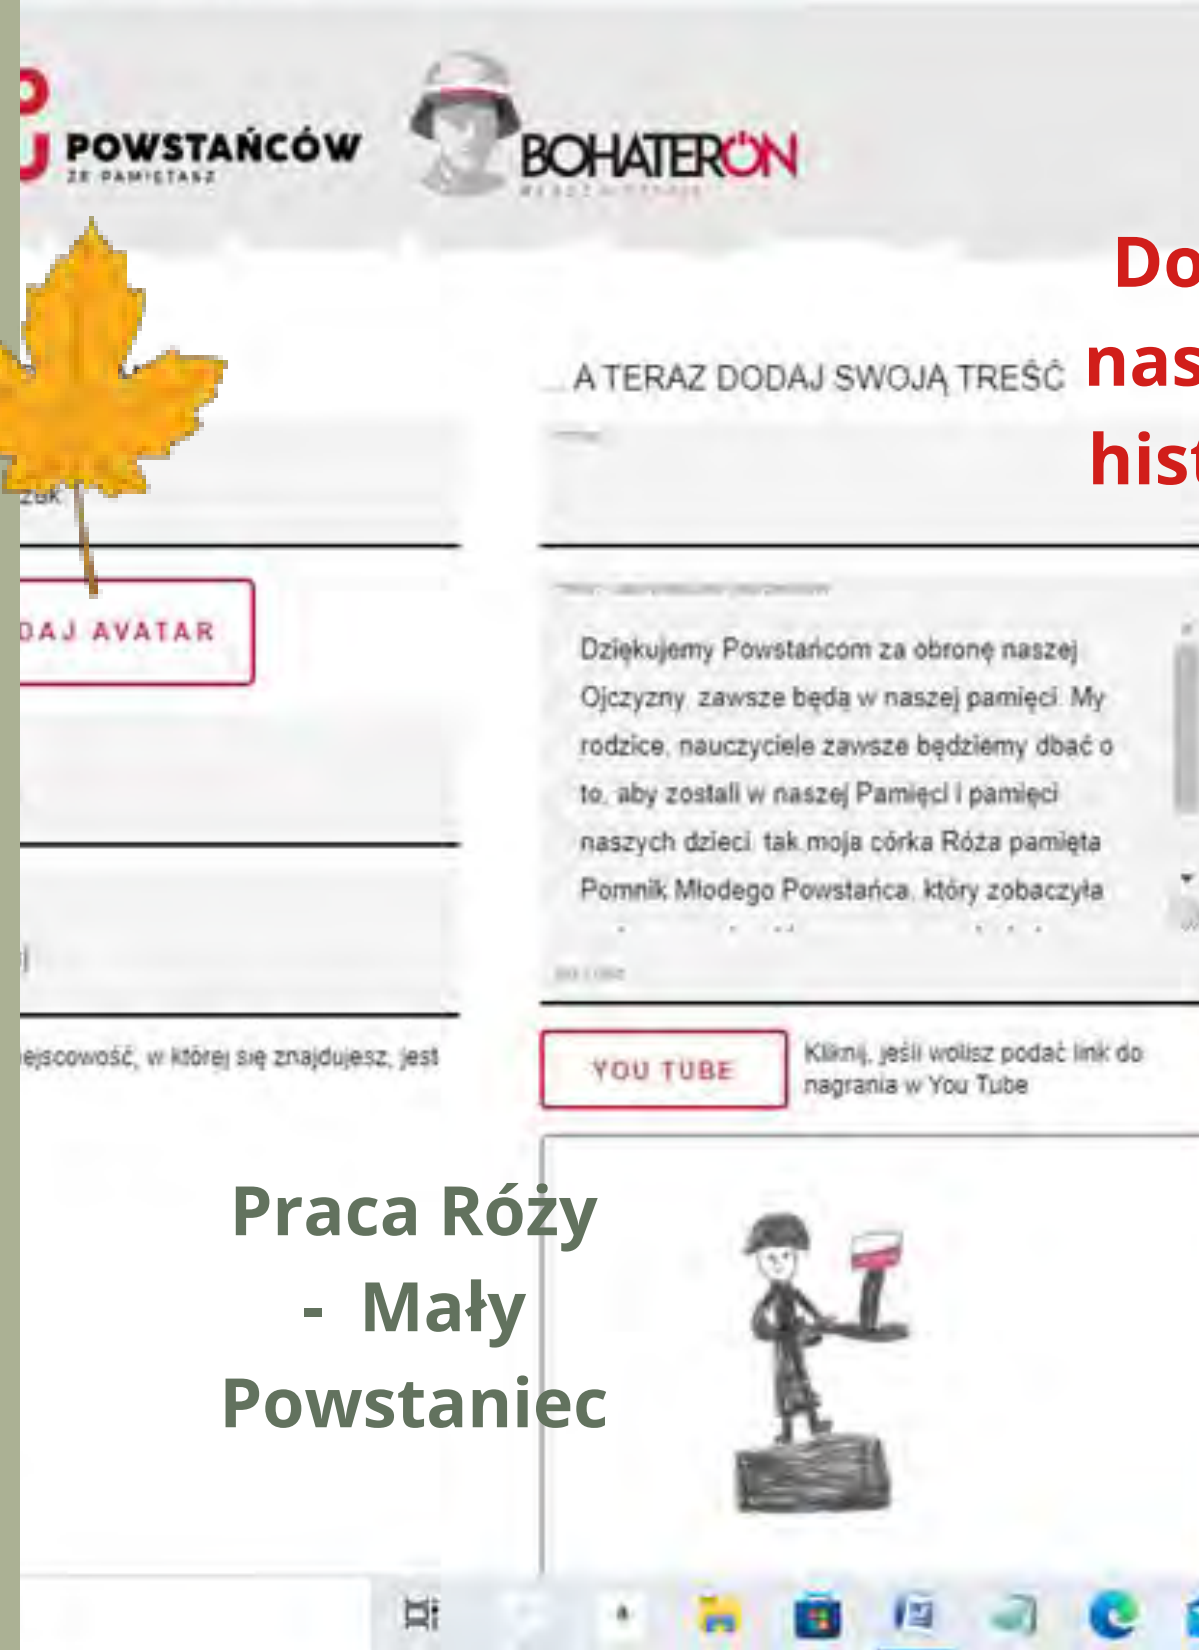 POWSTAŃCÓW
ŻE PAMIĘTASZ
BOHATERON
Do
nas
hist
... A TERAZ DODAJ SWOJĄ TREŚĆ
zak
DAJ AVATAR
Dziękujemy Powstańcom za obronę naszej
Ojczyzny, zawsze będą w naszej pamięci. My
rodzice, nauczyciele zawsze będziemy dbać o
to, aby zostali w naszej Pamięci i pamięci
naszych dzieci. tak moja córka Róża pamięta
Pomnik Młodego Powstańca, który zobaczyła
ejscowość, w której się znajdujesz, jest
YOU TUBE
Kliknij, jeśli wolisz podać link do
nagrania w You Tube
Praca Róży
- Mały
Powstaniec